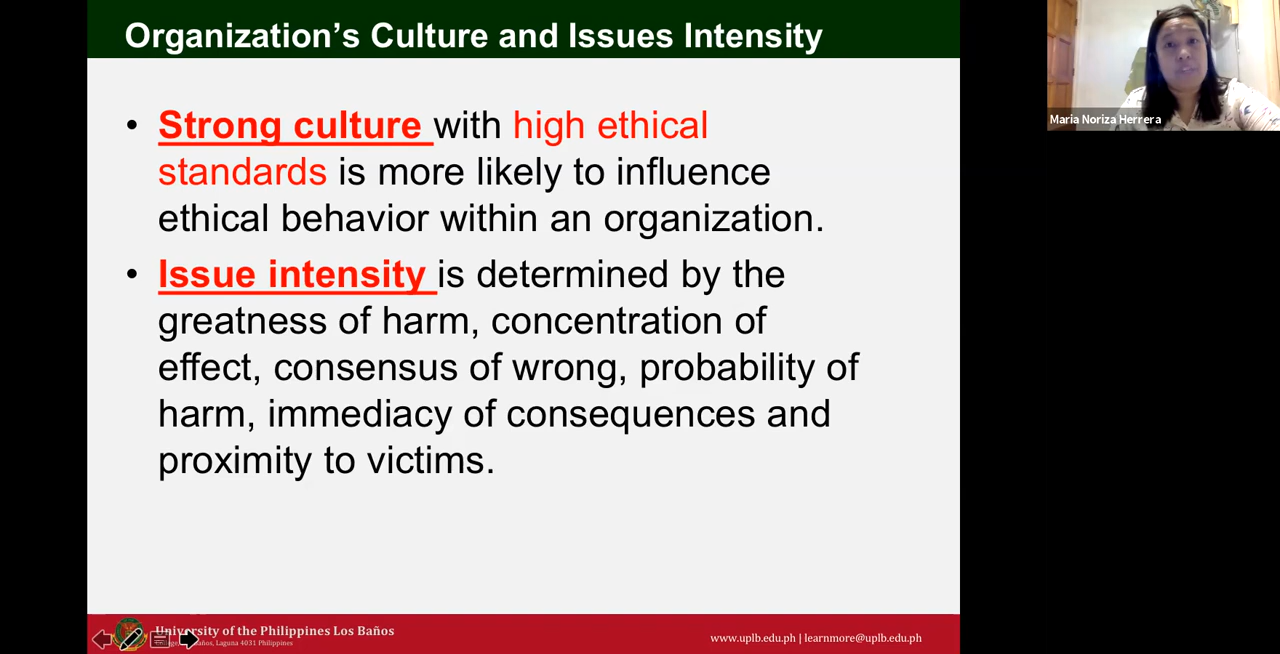 Organization's Culture and Issues Intensity
Maria Noriza Herrera
• Strong culture with high ethical
standards is more likely to influence
ethical behavior within an organization.
• Issue intensity is determined by the
greatness of harm, concentration of
effect, consensus of wrong, probability of
harm, immediacy of consequences and
proximity to victims.
University of the Philippines Los Baños
Baños, Laguna 4031 Philippines
www.uplb.edu.ph | learnmore@uplb.edu.ph